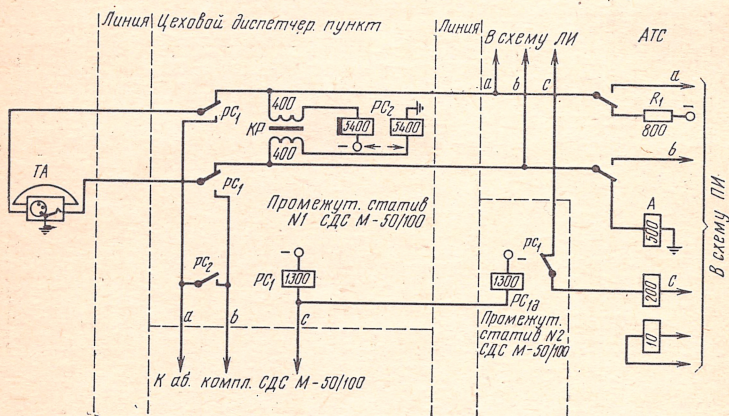 Линия
Цеховой диспетчер. пункт
Линия
В схему ЛИ
АТС
a
b
c
a
рс1
400
РС2
R1
КР
5400
5400
800
400
b
ТА
рс1
Промежут. статив
N1 СДС М-50/100
А
500
В схему ПИ
рс2
РС1
1300
1300
рс1
РС1д
200
c
a
b
c
Промежут.
статив N2
СДС М-50/100
10
К аб. компл. СДС М-50/100